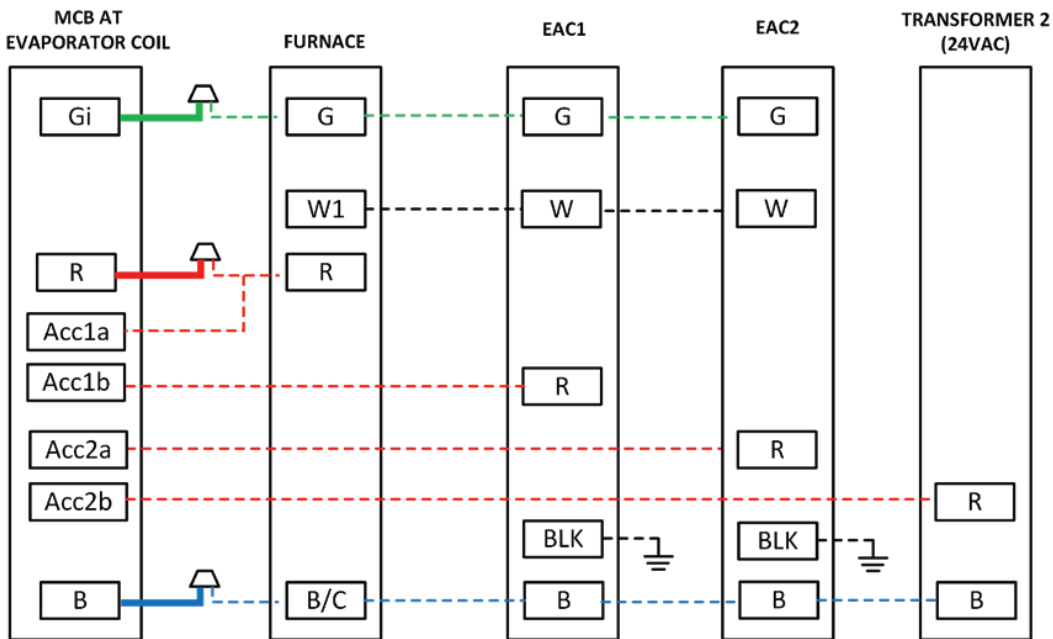 MCB AT
EVAPORATOR COIL
FURNACE
EAC1
EAC2
TRANSFORMER 2
(24VAC)
Gi
G
G
G
W1
W
W
R
R
Acc1a
Acc1b
R
Acc2a
R
Acc2b
R
BLK
BLK
B
B/C
B
B
B